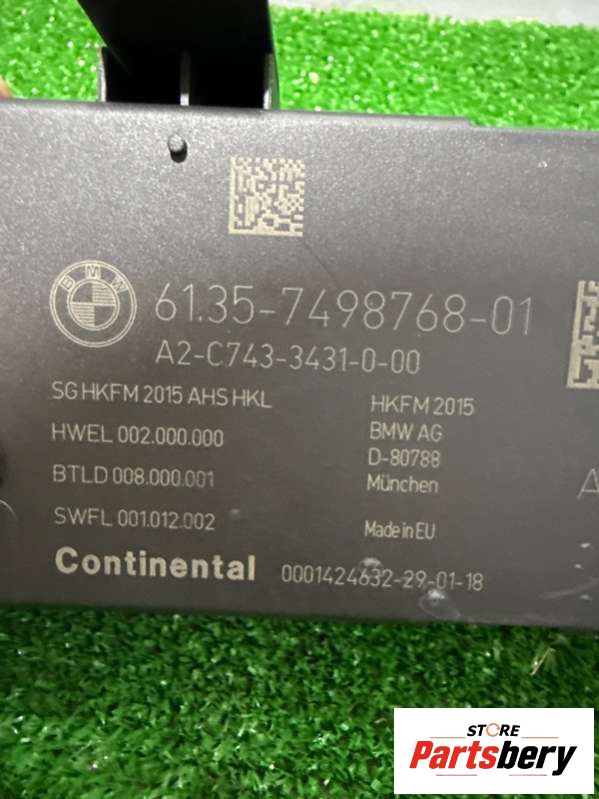 BMW
61.35-7498768-01
A2-C743-3431-0-00
SG HKFM 2015 AHS HKL
HWEL 002.000.000
BTLD 008.000.001
SWFL 001.012.002
HKFM 2015
BMW AG
D-80788
München
Made in EU
A
Continental 0001424632-29-01-18
STORE
Partsbery